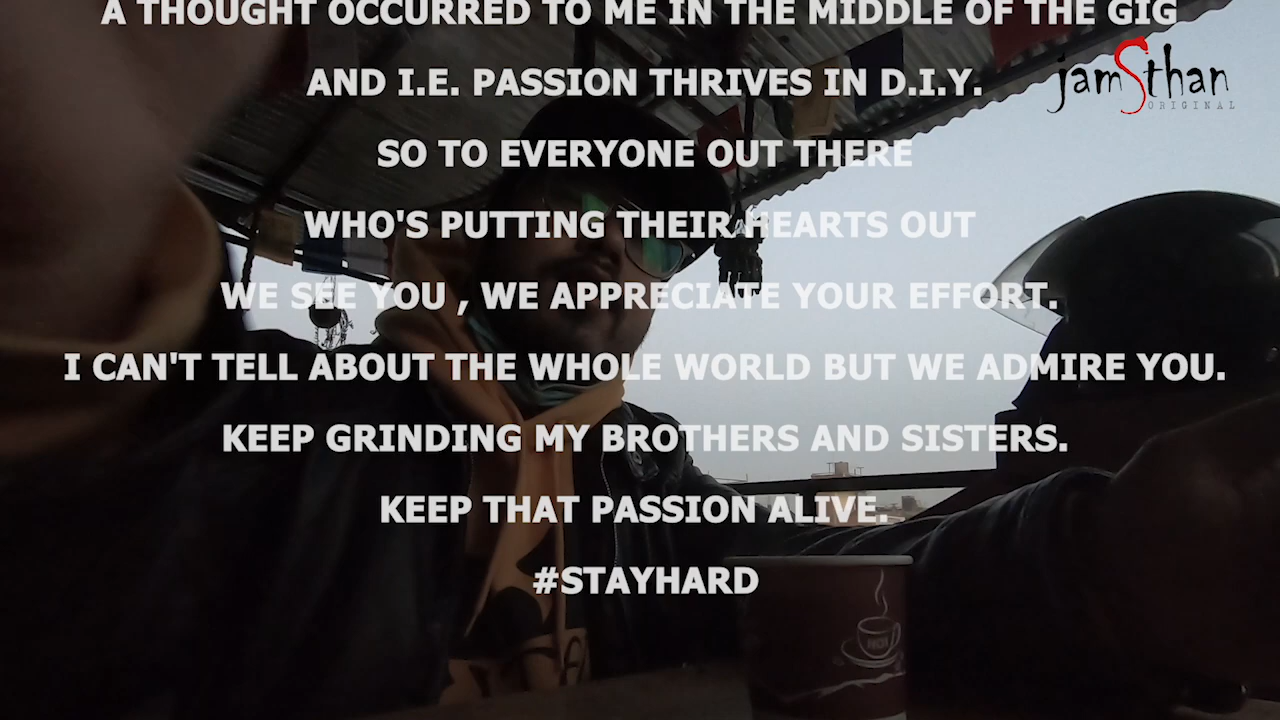 A THOUGHT OCCURRED TO ME IN THE MIDDLE OF THE GIG
AND I.E. PASSION THRIVES IN D.I.Y.
SO TO EVERYONE OUT THERE
WHO'S PUTTING THEIR HEARTS OUT
WE SEE YOU , WE APPRECIATE YOUR EFFORT.
I CAN'T TELL ABOUT THE WHOLE WORLD BUT WE ADMIRE YOU.
KEEP GRINDING MY BROTHERS AND SISTERS.
KEEP THAT PASSION ALIVE.
#STAYHARD
jamSthan
ORIGINAL